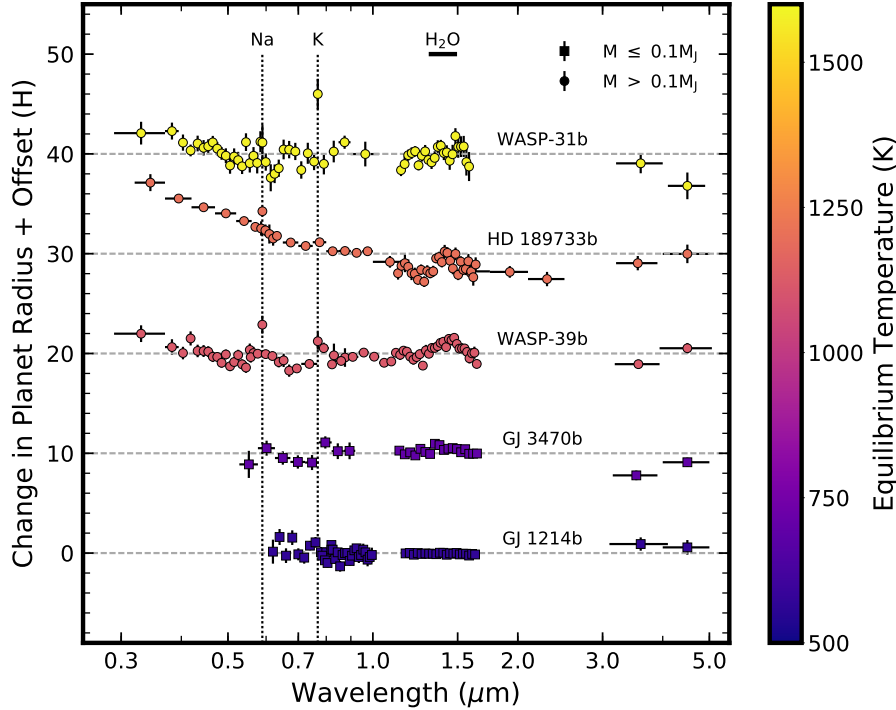 Na
K
H₂O
M ≤ 0.1M_J
M > 0.1M_J
WASP-31b
HD 189733b
WASP-39b
GJ 3470b
GJ 1214b
Change in Planet Radius + Offset (H)
50
40
30
20
10
0
0.3
0.5
0.7
1.0
1.5
2.0
3.0
5.0
Wavelength (μm)
1500
1250
1000
750
500
Equilibrium Temperature (K)